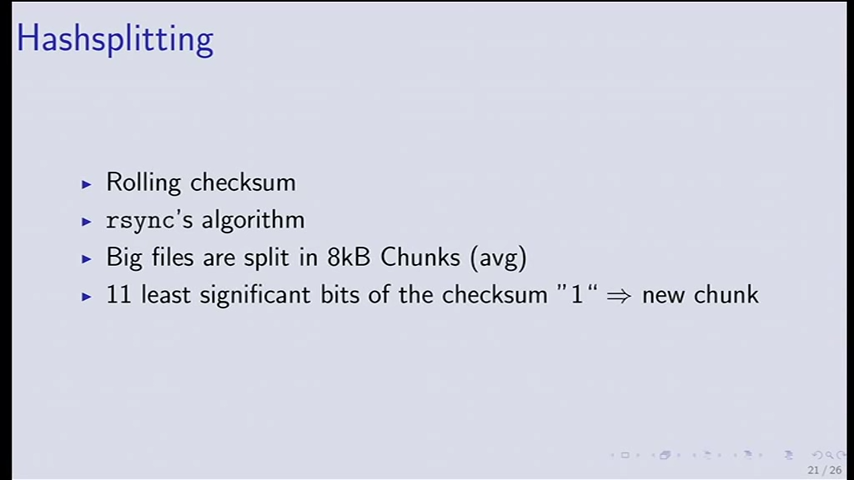 Hashsplitting
Rolling checksum
rsync's algorithm
Big files are split in 8kB Chunks (avg)
11 least significant bits of the checksum ”1“ ⇒ new chunk
21 / 26